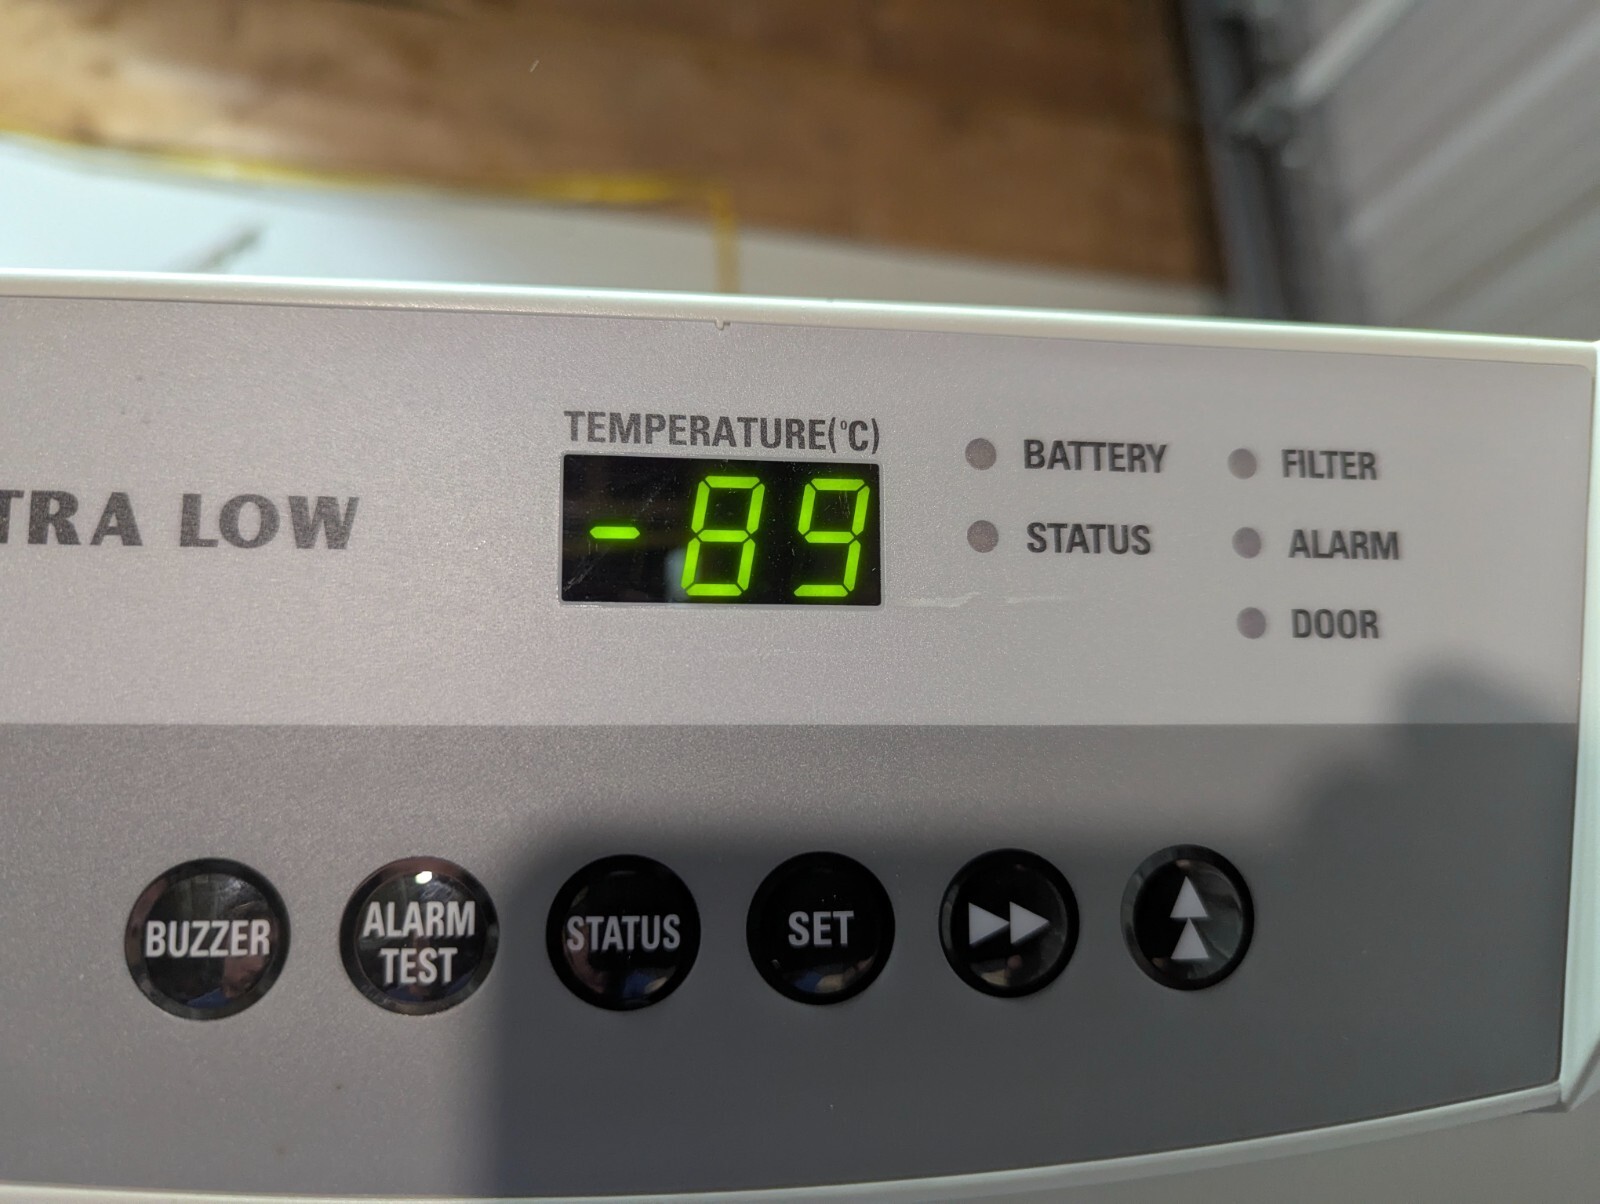 TEMPERATURE(°C)
TRA LOW
-89
BATTERY
FILTER
STATUS
ALARM
DOOR
BUZZER
ALARM
TEST
STATUS
SET